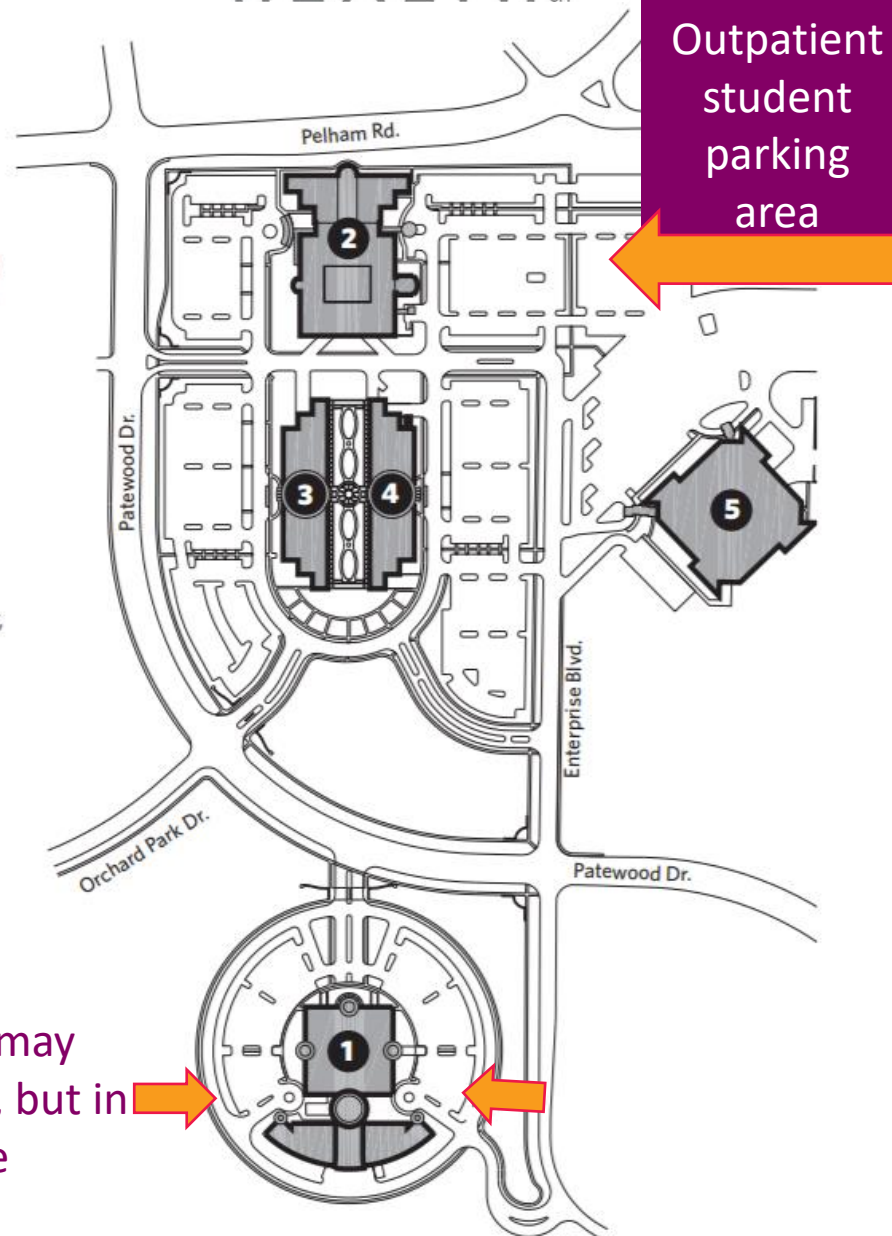 Outpatient
student
parking
area
Pelham Rd.
2
Patewood Dr.
3
4
5
Enterprise Blvd.
Orchard Park Dr.
Patewood Dr.
1
may
but in